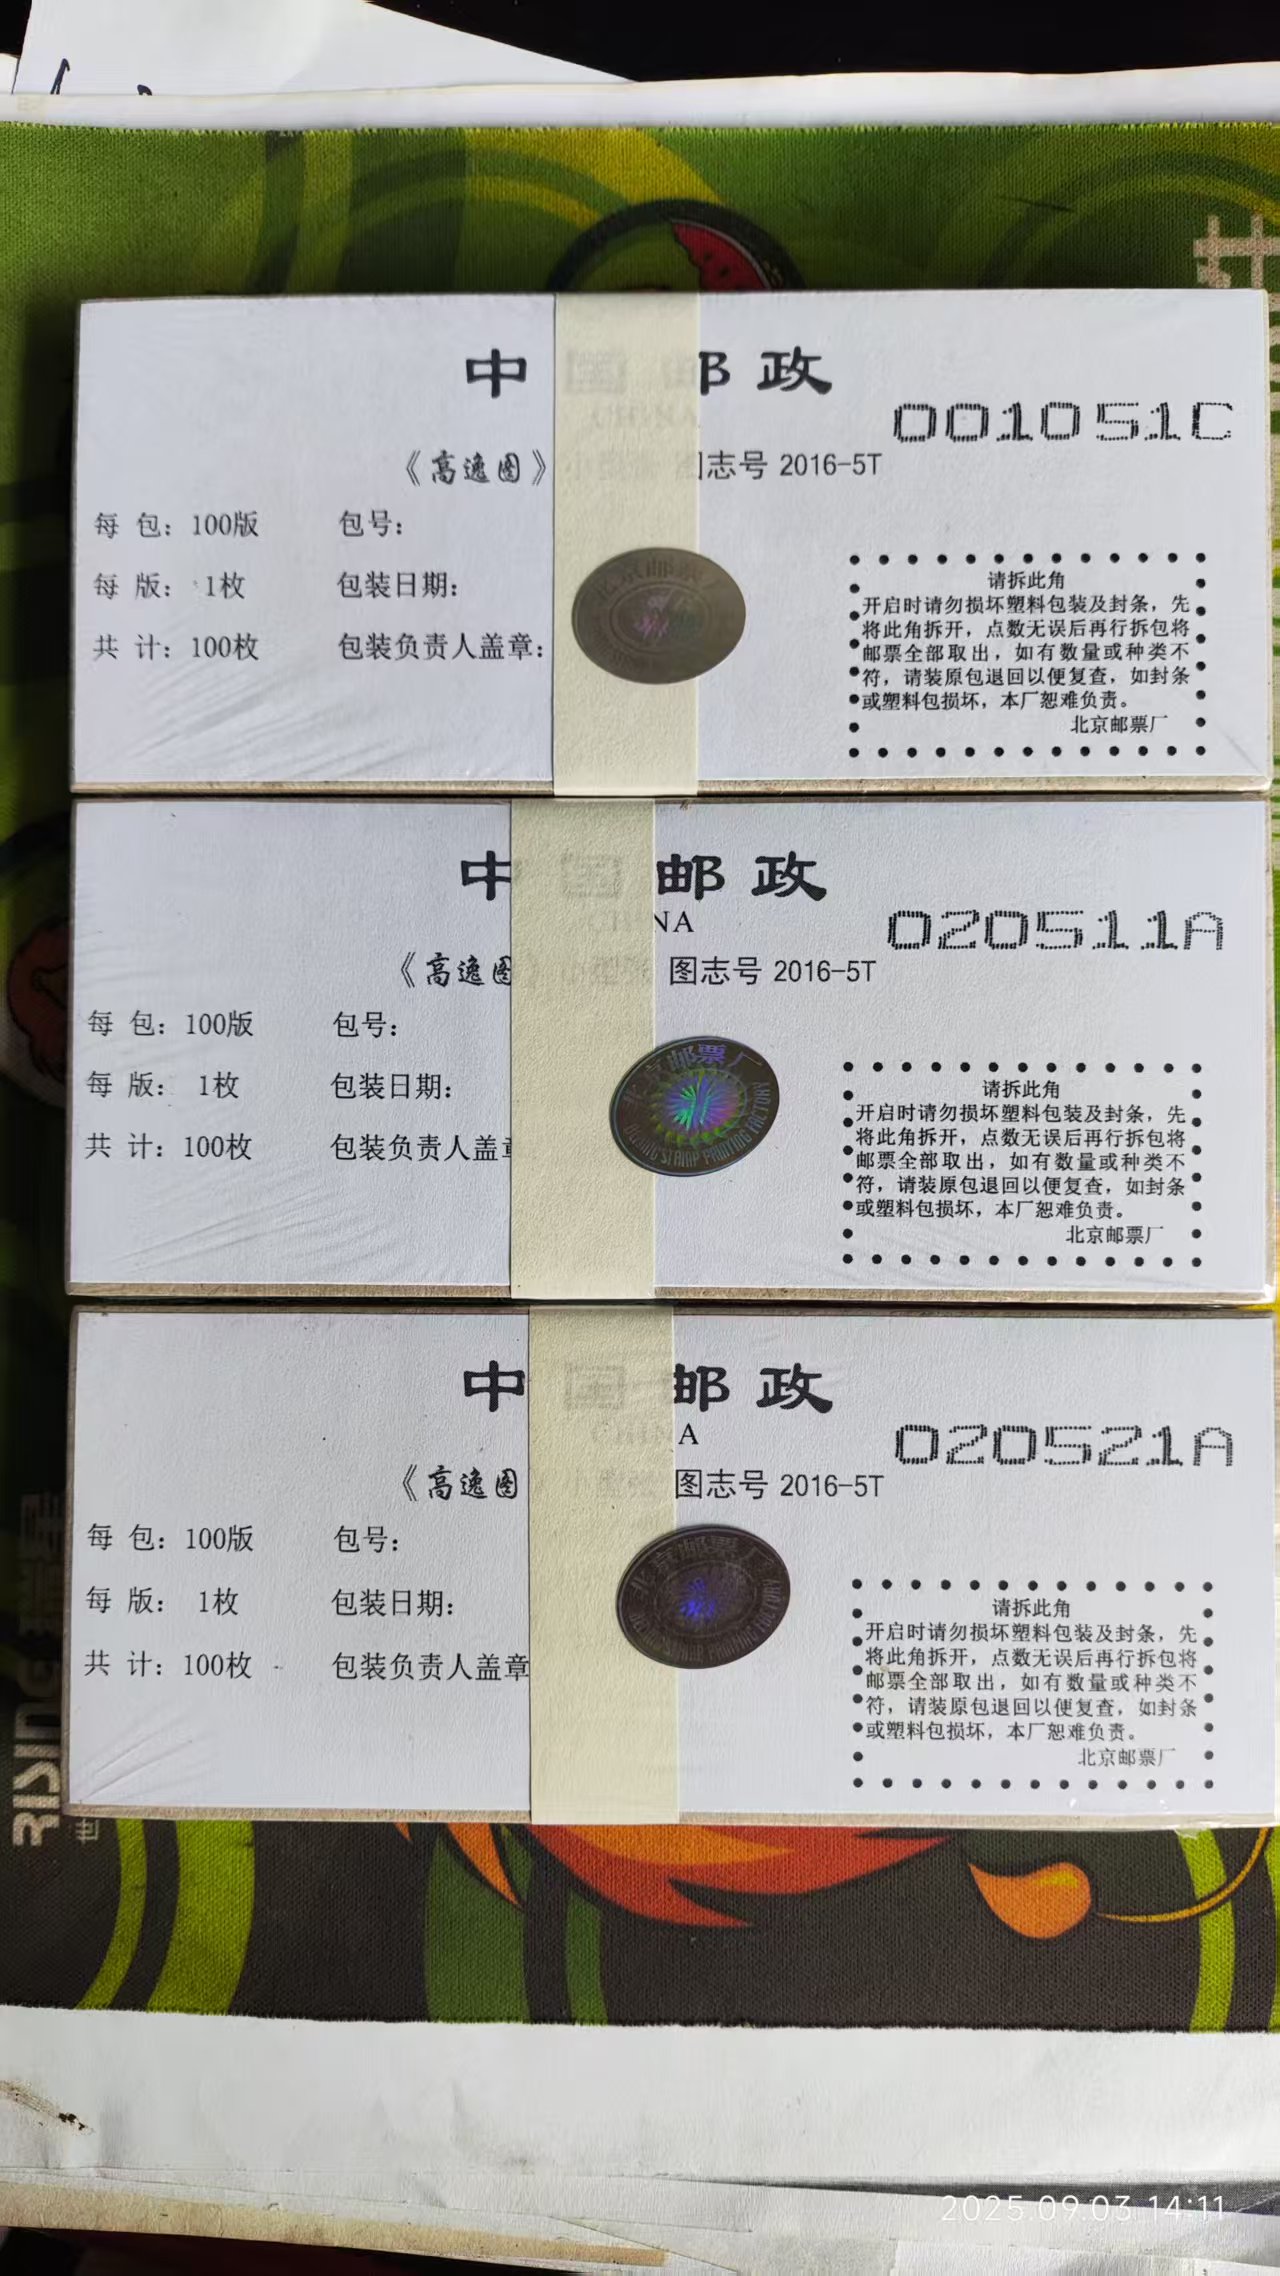 中国邮政
001051C
《高逸图》 图志号 2016-5T
每 包：100版 包号：
每 版： 1枚 包装日期：
共 计：100枚 包装负责人盖章：
北京邮票厂
请拆此角
开启时请勿损坏塑料包装及封条，先
将此角拆开，点数无误后再行拆包将
邮票全部取出，如有数量或种类不
符，请装原包退回以便复查，如封条
或塑料包损坏，本厂恕难负责。
北京邮票厂
中国邮政
CHINA
020511A
《高逸图》 图志号 2016-5T
每 包：100版 包号：
每 版： 1枚 包装日期：
共 计：100枚 包装负责人盖章
北京邮票厂
BEIJING STAMP PRINTING FACTORY
请拆此角
开启时请勿损坏塑料包装及封条，先
将此角拆开，点数无误后再行拆包将
邮票全部取出，如有数量或种类不
符，请装原包退回以便复查，如封条
或塑料包损坏，本厂恕难负责。
北京邮票厂
中国邮政
CHINA
020521A
《高逸图》 图志号 2016-5T
每 包：100版 包号：
每 版： 1枚 包装日期：
共 计：100枚 包装负责人盖章
北京邮票厂
请拆此角
开启时请勿损坏塑料包装及封条，先
将此角拆开，点数无误后再行拆包将
邮票全部取出，如有数量或种类不
符，请装原包退回以便复查，如封条
或塑料包损坏，本厂恕难负责。
北京邮票厂
RISING
2025.09.03 14:11